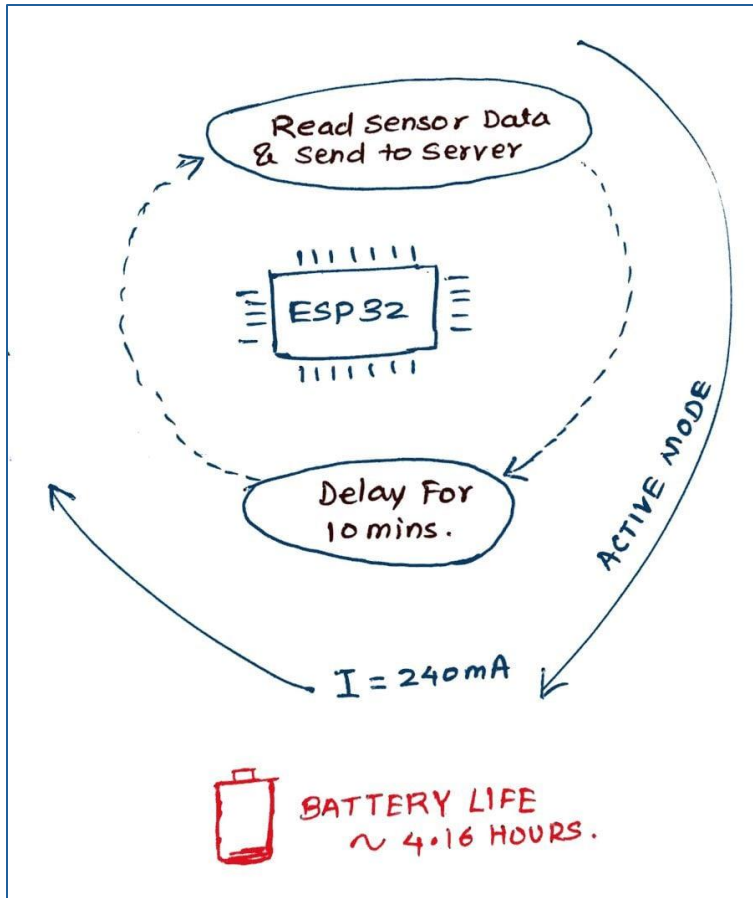 Read Sensor Data
& Send to Server
ESP32
Delay For
10 mins.
ACTIVE MODE
I = 240mA
BATTERY LIFE
~ 4.16 HOURS.